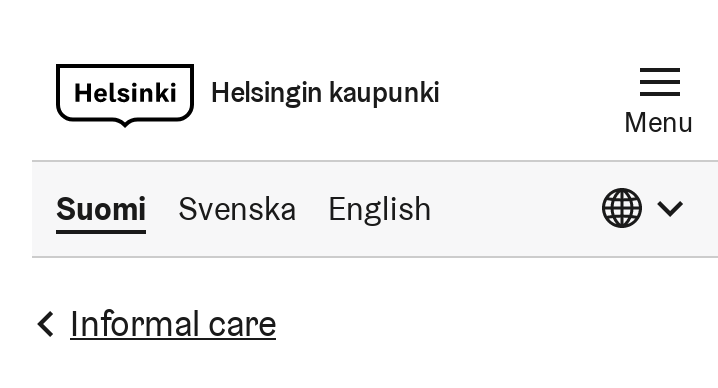 Helsinki Helsingin kaupunki
Menu
Suomi Svenska English
Informal care